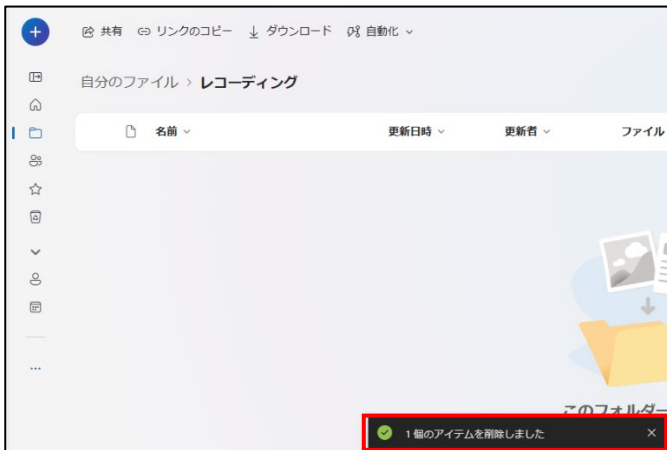 共有 リンクのコピー ダウンロード 自動化
自分のファイル > レコーディング
名前 更新日時 更新者 ファイル
このフォルダー
1 個のアイテムを削除しました